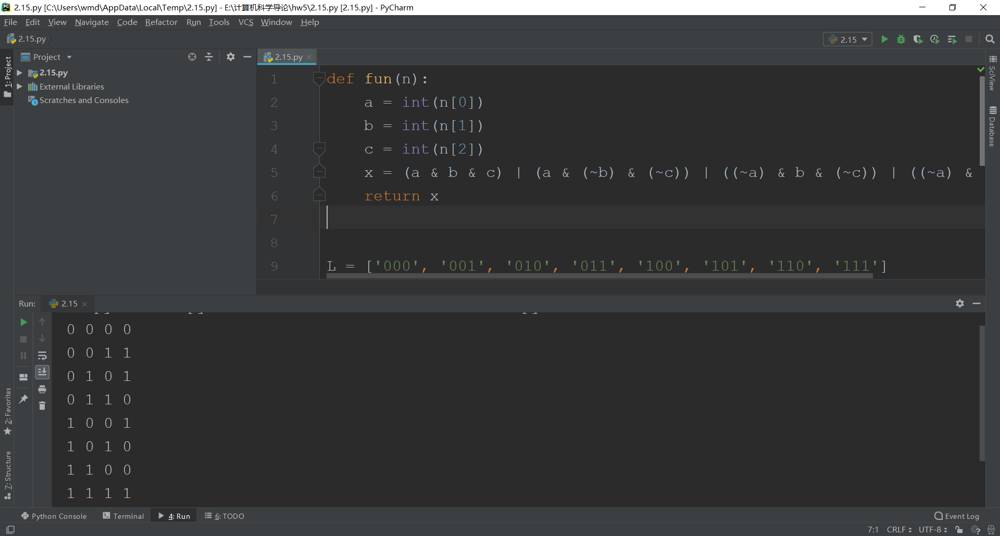 2.15.py [C:\Users\wmd\AppData\Local\Temp\2.15.py] - E:\计算机科学导论\hw5\2.15.py [2.15.py] - PyCharm
File Edit View Navigate Code Refactor Run Tools VCS Window Help
2.15.py
2.15
1: Project
Project
2.15.py
External Libraries
Scratches and Consoles
2.15.py
1 def fun(n):
2 a = int(n[0])
3 b = int(n[1])
4 c = int(n[2])
5 x = (a & b & c) | (a & (~b) & (~c)) | ((~a) & b & (~c)) | ((~a) &
6 return x
7
8
9 L = ['000', '001', '010', '011', '100', '101', '110', '111']
SciView
Database
Run: 2.15
0 0 0 0
0 0 1 1
0 1 0 1
0 1 1 0
1 0 0 1
1 0 1 0
1 1 0 0
1 1 1 1
2: Favorites
7: Structure
Python Console Terminal 4: Run 6: TODO Event Log
7:1 CRLF UTF-8